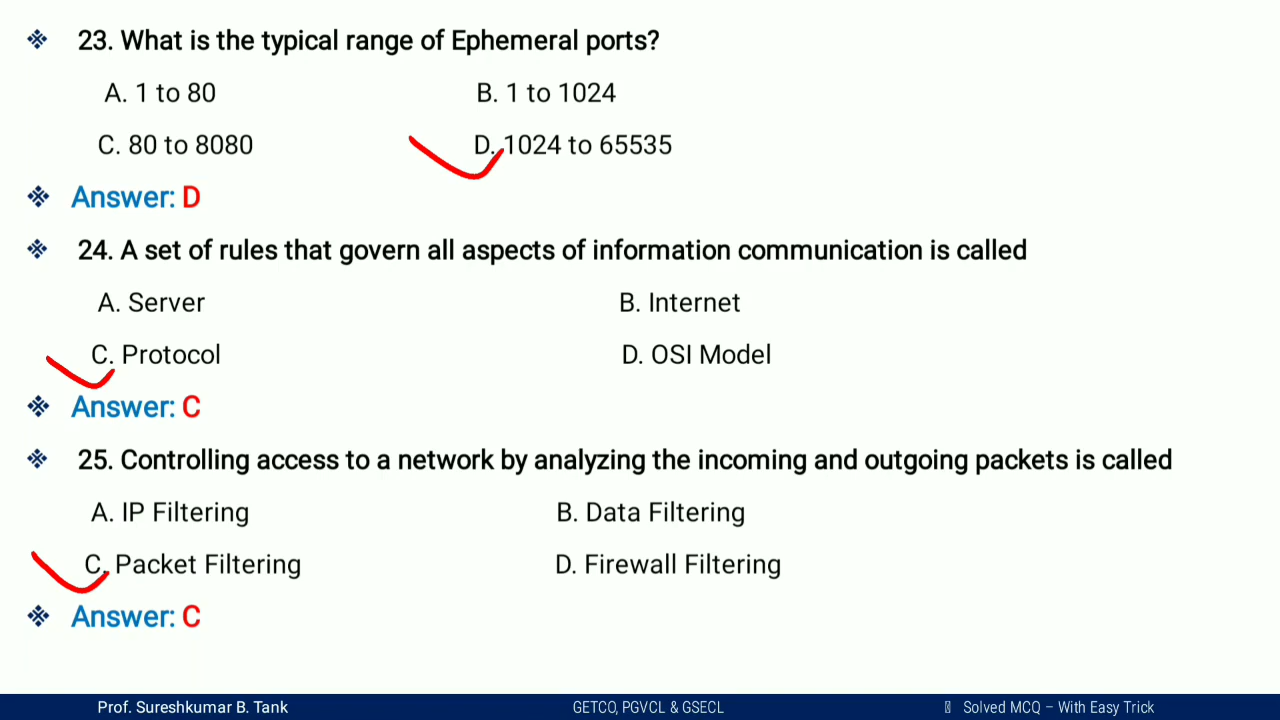 ❖ 23. What is the typical range of Ephemeral ports?
A. 1 to 80 B. 1 to 1024
C. 80 to 8080 D. 1024 to 65535
❖ Answer: D
❖ 24. A set of rules that govern all aspects of information communication is called
A. Server B. Internet
C. Protocol D. OSI Model
❖ Answer: C
❖ 25. Controlling access to a network by analyzing the incoming and outgoing packets is called
A. IP Filtering B. Data Filtering
C. Packet Filtering D. Firewall Filtering
❖ Answer: C
Prof. Sureshkumar B. Tank GETCO, PGVCL & GSECL Solved MCQ – With Easy Trick